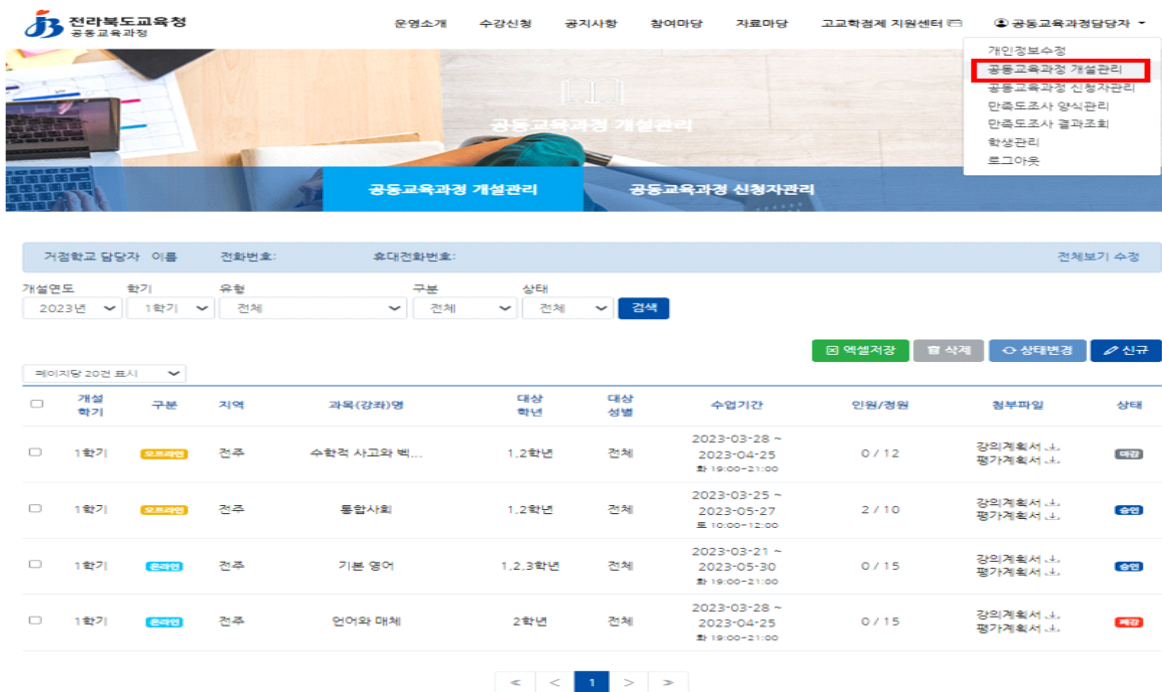 전라북도교육청
공동교육과정
운영소개 수강신청 공지사항 참여마당 자료마당 고교학점제 지원센터 공동교육과정담당자
개인정보수정
공동교육과정 개설관리
공동교육과정 신청자관리
만족도조사 양식관리
만족도조사 결과조회
학생관리
로그아웃
공동교육과정 개설관리
공동교육과정 개설관리 공동교육과정 신청자관리
거점학교 담당자 이름 전화번호: 휴대전화번호: 전체보기 수정
개설연도 학기 유형 구분 상태
2023년 1학기 전체 전체 전체 검색
엑셀저장 삭제 상태변경 신규
페이지당 20건 표시
개설
학기 구분 지역 과목(강좌)명 대상
학년 대상
성별 수업기간 인원/정원 첨부파일 상태
1학기 오프라인 전주 수학적 사고와 벡... 1,2학년 전체 2023-03-28 ~
2023-04-25
화 19:00~21:00 0 / 12 강의계획서
평가계획서 마감
1학기 오프라인 전주 통합사회 1,2학년 전체 2023-03-25 ~
2023-05-27
토 10:00~12:00 2 / 10 강의계획서
평가계획서 승인
1학기 온라인 전주 기본 영어 1,2,3학년 전체 2023-03-21 ~
2023-05-30
화 19:00~21:00 0 / 15 강의계획서
평가계획서 승인
1학기 온라인 전주 언어와 매체 2학년 전체 2023-03-28 ~
2023-04-25
화 19:00~21:00 0 / 15 강의계획서
평가계획서 폐강
< < 1 > >